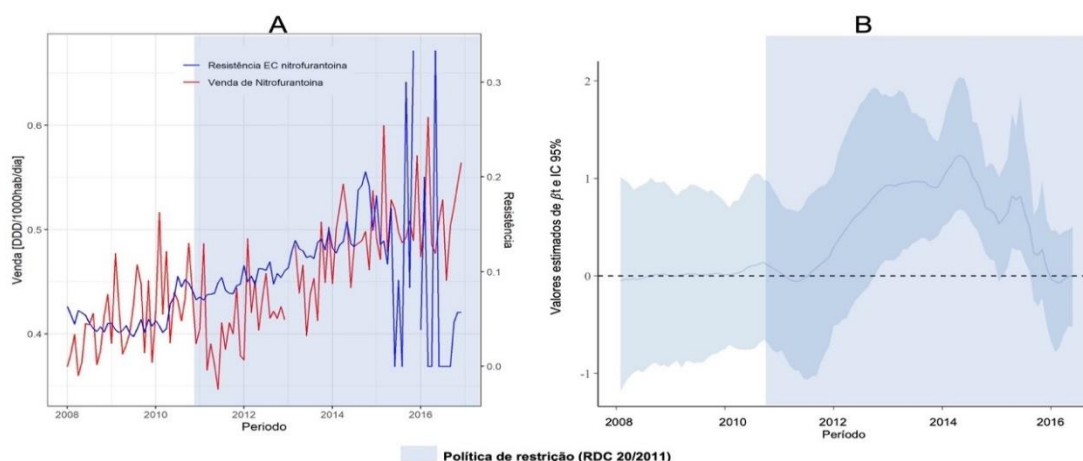 A
Resistência EC nitrofurantoina
Venda de Nitrofurantoina
Venda [DDD/1000hab/dia]
0.6
0.5
0.4
0.3
0.2
0.1
0.0
Resistência
2008
2010
2012
2014
2016
Periodo
B
Valores estimados de βt e IC 95%
2
1
0
-1
2008
2010
2012
2014
2016
Período
Política de restrição (RDC 20/2011)